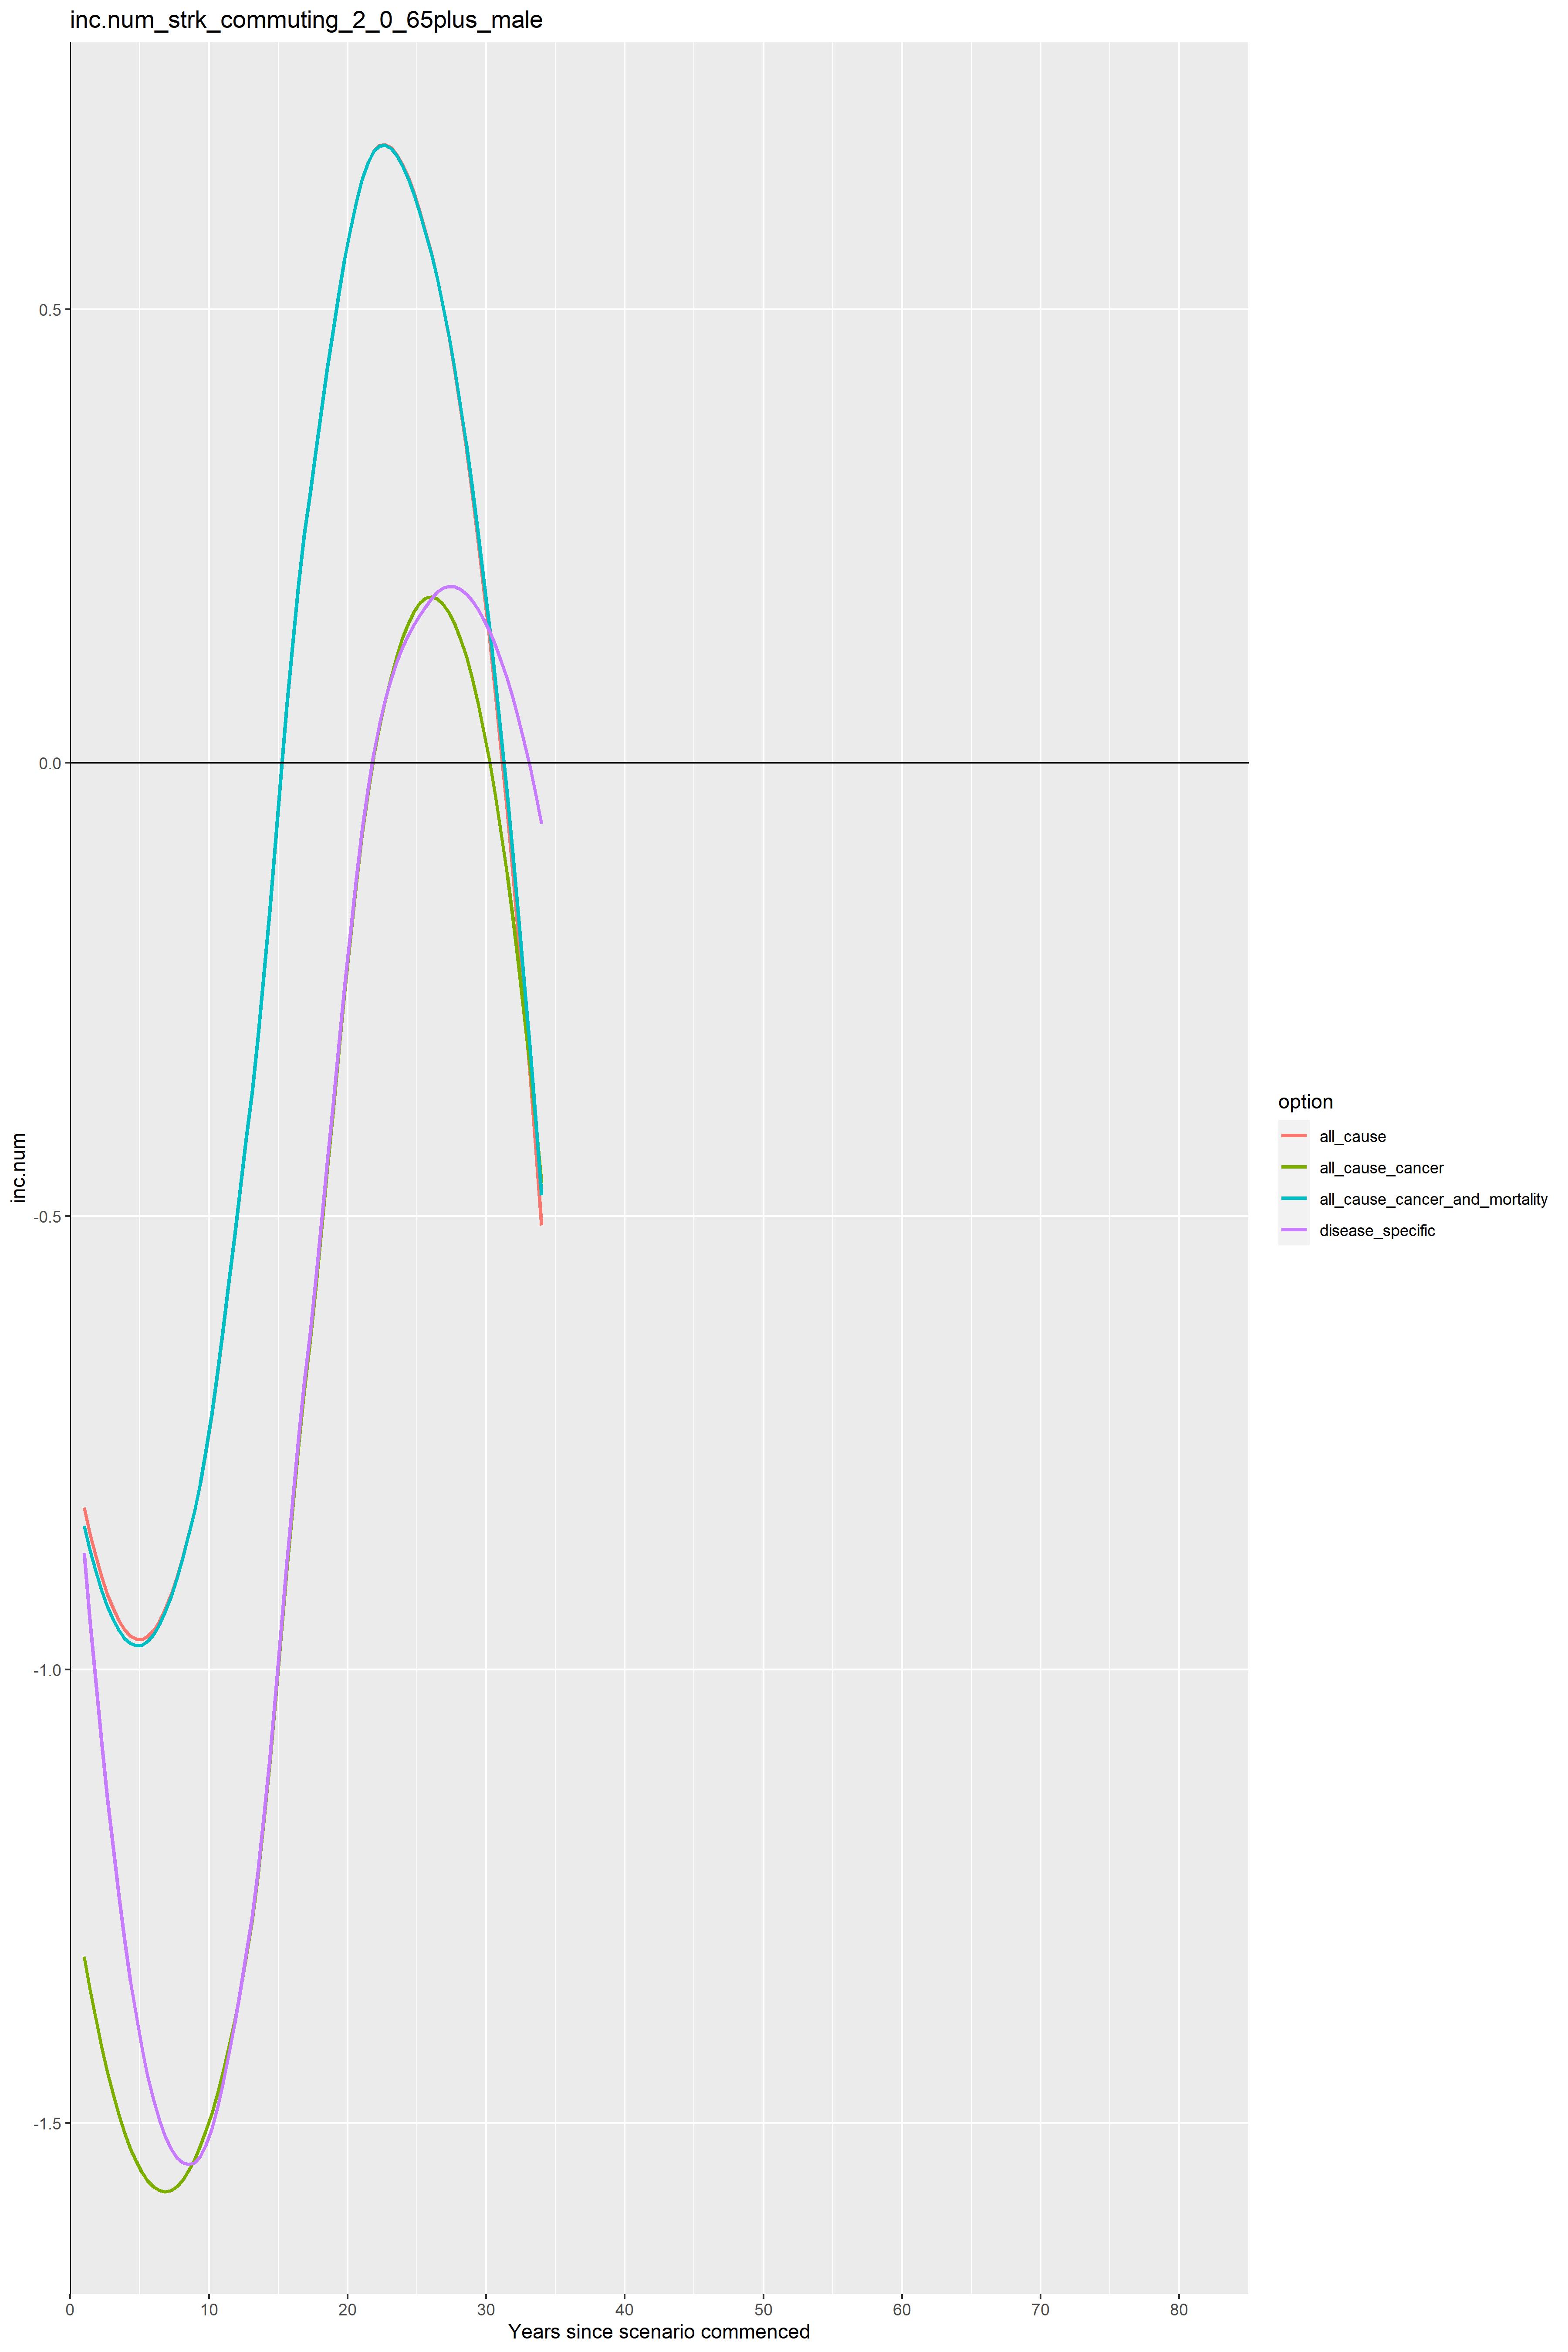 inc.num_strk_commuting_2_0_65plus_male
0.5
0.0
-0.5
-1.0
-1.5
inc.num
0 10 20 30 40 50 60 70 80
Years since scenario commenced
option
all_cause
all_cause_cancer
all_cause_cancer_and_mortality
disease_specific